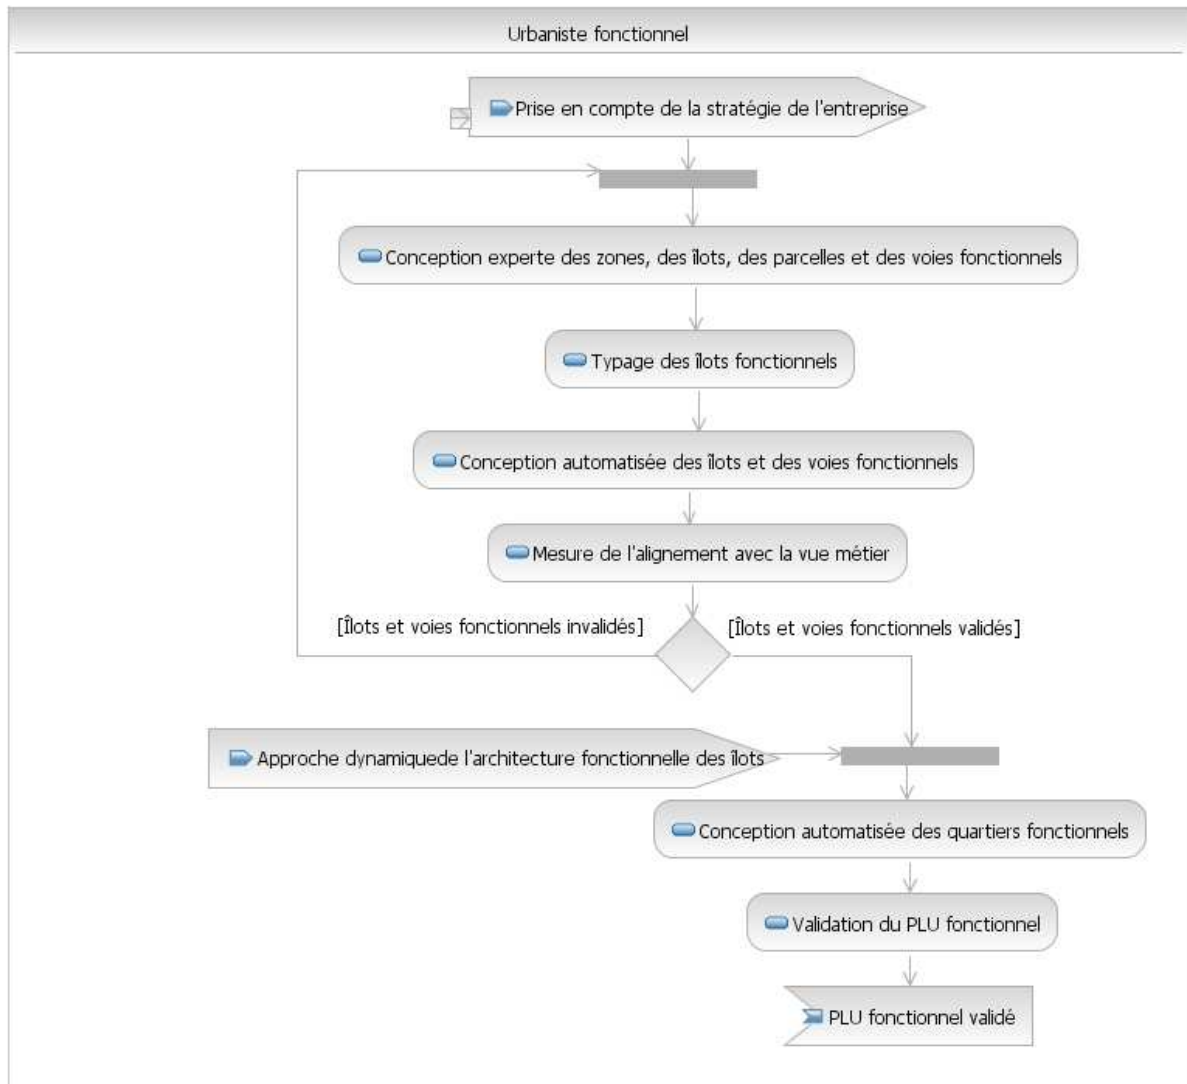 Urbaniste fonctionnel
Prise en compte de la stratégie de l'entreprise
Conception experte des zones, des îlots, des parcelles et des voies fonctionnels
Typage des îlots fonctionnels
Conception automatisée des îlots et des voies fonctionnels
Mesure de l'alignement avec la vue métier
[Îlots et voies fonctionnels invalidés]
[Îlots et voies fonctionnels validés]
Approche dynamiquede l'architecture fonctionnelle des îlots
Conception automatisée des quartiers fonctionnels
Validation du PLU fonctionnel
PLU fonctionnel validé